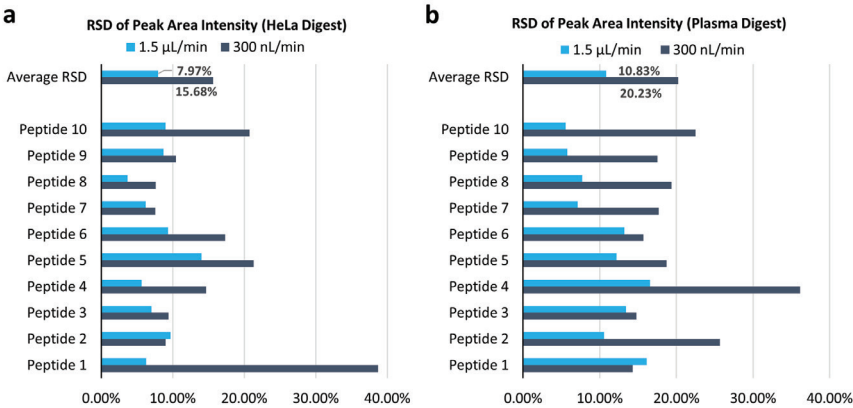 a
RSD of Peak Area Intensity (HeLa Digest)
1.5 µL/min 300 nL/min
Average RSD
7.97%
15.68%
Peptide 10
Peptide 9
Peptide 8
Peptide 7
Peptide 6
Peptide 5
Peptide 4
Peptide 3
Peptide 2
Peptide 1
0.00% 10.00% 20.00% 30.00% 40.00%
b
RSD of Peak Area Intensity (Plasma Digest)
1.5 µL/min 300 nL/min
Average RSD
10.83%
20.23%
Peptide 10
Peptide 9
Peptide 8
Peptide 7
Peptide 6
Peptide 5
Peptide 4
Peptide 3
Peptide 2
Peptide 1
0.00% 10.00% 20.00% 30.00% 40.00%